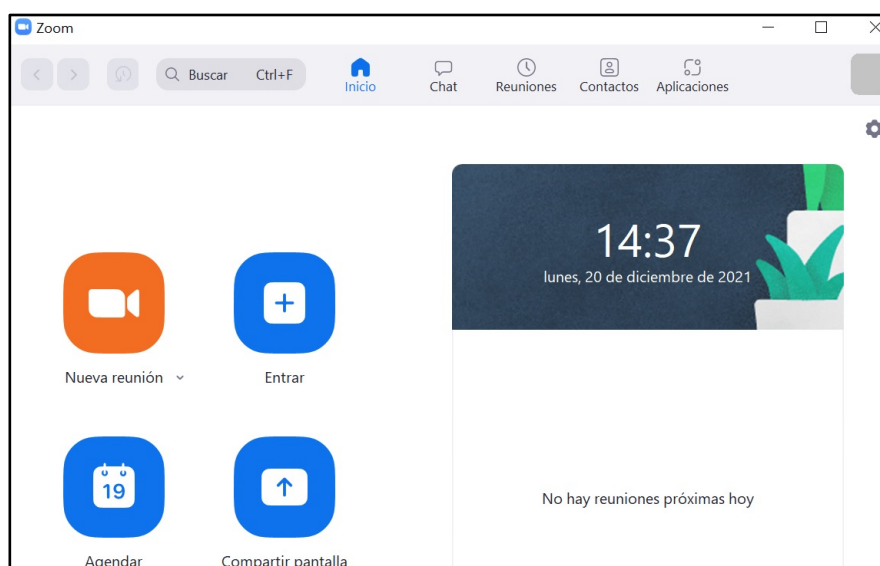 Zoom
Buscar Ctrl+F
Inicio
Chat
Reuniones
Contactos
Aplicaciones
14:37
lunes, 20 de diciembre de 2021
Nueva reunión
Entrar
19
Agendar
Compartir pantalla
No hay reuniones próximas hoy